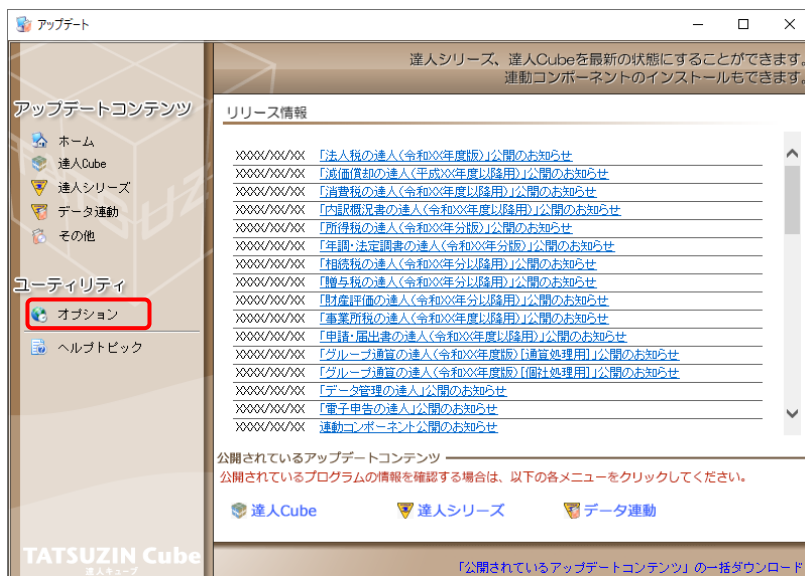 アップデート
達人シリーズ、達人Cubeを最新の状態にすることができます。
連動コンポーネントのインストールもできます。
アップデートコンテンツ
ホーム
達人Cube
達人シリーズ
データ連動
その他
ユーティリティ
オプション
ヘルプトピック
リリース情報
XXXX/XX/XX 「法人税の達人(令和XX年度版)」公開のお知らせ
XXXX/XX/XX 「減価償却の達人(平成XX年度以降用)」公開のお知らせ
XXXX/XX/XX 「消費税の達人(令和XX年度以降用)」公開のお知らせ
XXXX/XX/XX 「内訳概況書の達人(令和XX年度以降用)」公開のお知らせ
XXXX/XX/XX 「所得税の達人(令和XX年分版)」公開のお知らせ
XXXX/XX/XX 「年調・法定調書の達人(令和XX年分版)」公開のお知らせ
XXXX/XX/XX 「相続税の達人(令和XX年分以降用)」公開のお知らせ
XXXX/XX/XX 「贈与税の達人(令和XX年分以降用)」公開のお知らせ
XXXX/XX/XX 「財産評価の達人(令和XX年分以降用)」公開のお知らせ
XXXX/XX/XX 「事業所税の達人(令和XX年度以降用)」公開のお知らせ
XXXX/XX/XX 「申請・届出書の達人(令和XX年度以降用)」公開のお知らせ
XXXX/XX/XX 「グループ通算の達人(令和XX年度版)[通算処理用]」公開のお知らせ
XXXX/XX/XX 「グループ通算の達人(令和XX年度版)[個社処理用]」公開のお知らせ
XXXX/XX/XX 「データ管理の達人」公開のお知らせ
XXXX/XX/XX 「電子申告の達人」公開のお知らせ
XXXX/XX/XX 連動コンポーネント公開のお知らせ
公開されているアップデートコンテンツ
公開されているプログラムの情報を確認する場合は、以下の各メニューをクリックしてください。
達人Cube 達人シリーズ データ連動
TATSUZIN Cube
達人キューブ
「公開されているアップデートコンテンツ」の一括ダウンロード